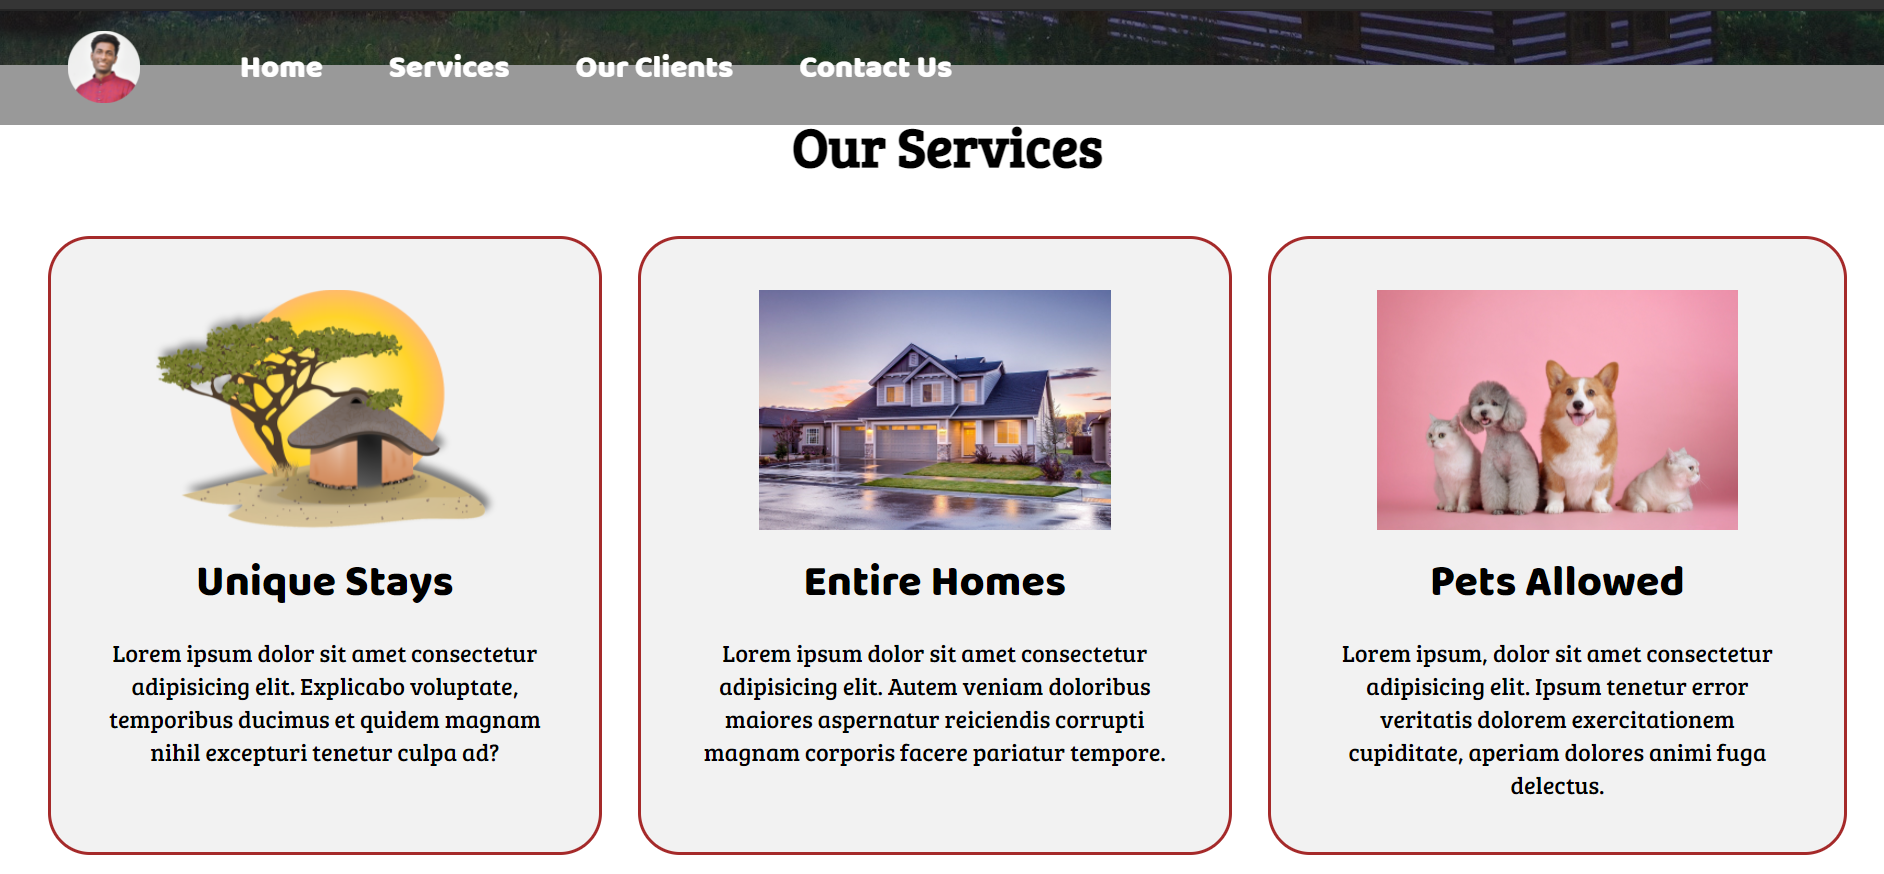 Home Services Our Clients Contact Us
Our Services
Unique Stays
Lorem ipsum dolor sit amet consectetur
adipisicing elit. Explicabo voluptate,
temporibus ducimus et quidem magnam
nihil excepturi tenetur culpa ad?
Entire Homes
Lorem ipsum dolor sit amet consectetur
adipisicing elit. Autem veniam doloribus
maiores aspernatur reiciendis corrupti
magnam corporis facere pariatur tempore.
Pets Allowed
Lorem ipsum, dolor sit amet consectetur
adipisicing elit. Ipsum tenetur error
veritatis dolorem exercitationem
cupiditate, aperiam dolores animi fuga
delectus.